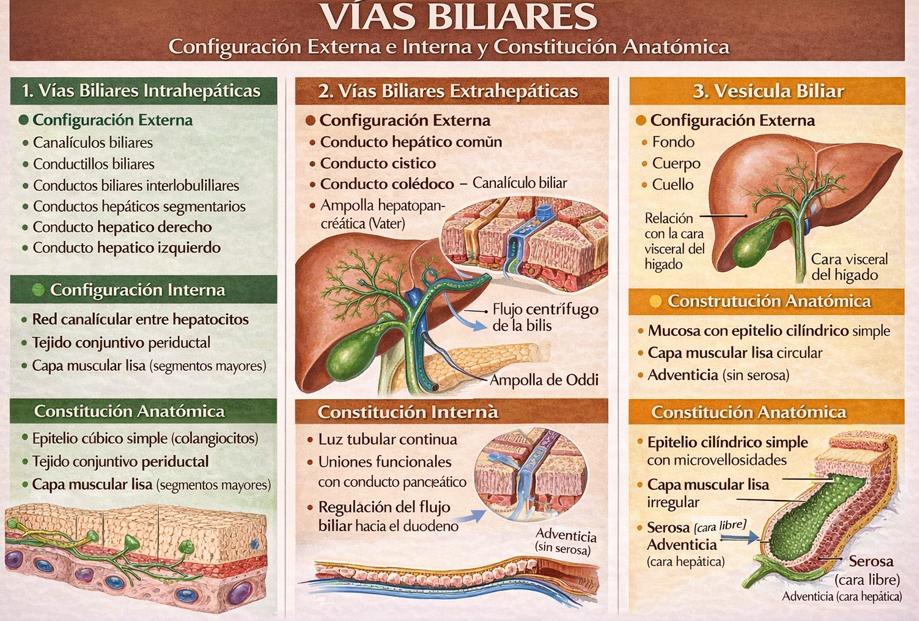 VÍAS BILIARES
Configuración Externa e Interna y Constitución Anatómica
1. Vías Biliares Intrahepáticas
Configuración Externa
Canalículos biliares
Conductillos biliares
Conductos biliares interlobulillares
Conductos hepáticos segmentarios
Conducto hepatico derecho
Conducto hepatico izquierdo
Configuración Interna
Red canalícular entre hepatocitos
Tejido conjuntivo periductal
Capa muscular lisa (segmentos mayores)
Constitución Anatómica
Epitelio cúbico simple (colangiocitos)
Tejido conjuntivo periductal
Capa muscular lisa (segmentos mayores)
2. Vías Biliares Extrahepáticas
Configuración Externa
Conducto hepático comŭn
Conducto cistico
Conducto colédoco – Canalículo biliar
Ampolla hepatopan-
créática (Vater)
Flujo centrífugo
de la bilis
Ampolla de Oddi
Constitución Internà
Luz tubular continua
Uniones funcionales
con conducto pancreático
Regulación del flujo
biliar hacia el duodeno
Adventicia
(sin serosa)
3. Vesicula Biliar
Configuración Externa
Fondo
Cuerpo
Cuello
Relación
con la cara
visceral del
higado
Cara visceral
del higado
Construtución Anatómica
Mucosa con epitelio cilíndrico simple
Capa muscular lisa circular
Adventicia (sin serosa)
Constitución Anatómica
Epitelio cilíndrico simple
con microvellosidades
Capa muscular lisa
irregular
Serosa [cara libre]
Adventicia
(cara hepática)
Serosa
(cara libre)
Adventicia (cara hepática)